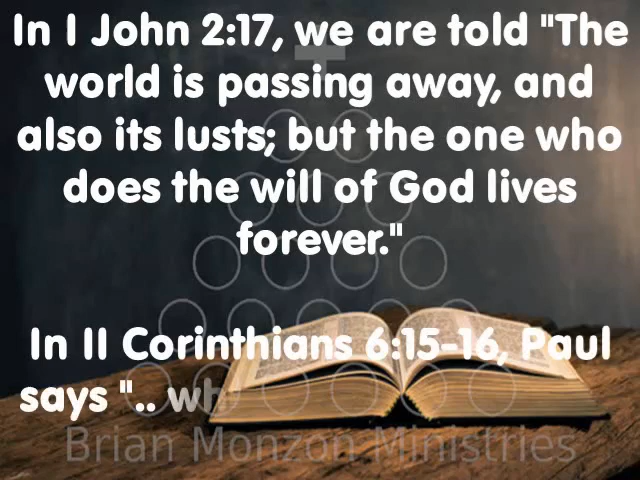 In I John 2:17, we are told "The
world is passing away, and
also its lusts; but the one who
does the will of God lives
forever."
In II Corinthians 6:15-16, Paul
says ".. wh
Brian Monzon Ministries